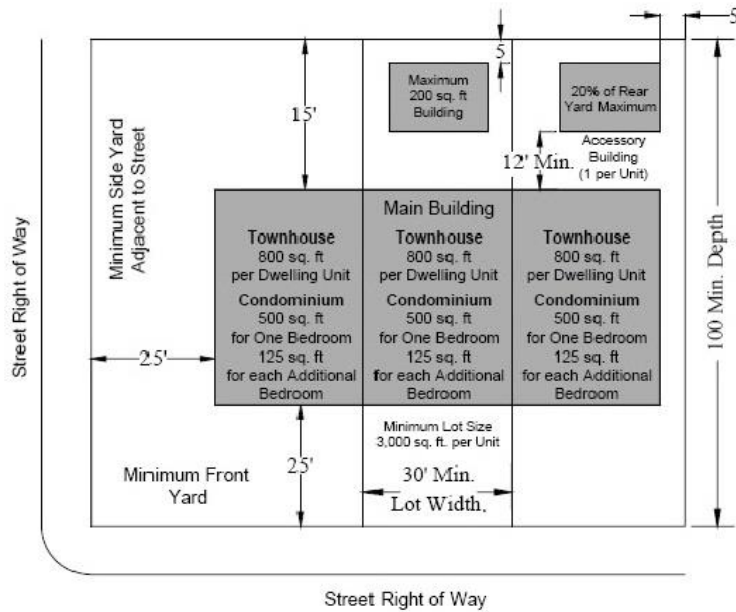 5'
5
Maximum
200 sq. ft
Building
20% of Rear
Yard Maximum
15'
12' Min.
Accessory
Building
(1 per Unit)
Minimum Side Yard
Adjacent to Street
Street Right of Way
Main Building
Townhouse
800 sq. ft
per Dwelling Unit
Condominium
500 sq. ft
for One Bedroom
125 sq. ft
for each Additional
Bedroom
Townhouse
800 sq. ft
per Dwelling Unit
Condominium
500 sq. ft
for One Bedroom
125 sq. ft
for each Additional
Bedroom
Townhouse
800 sq. ft
per Dwelling Unit
Condominium
500 sq. ft
for One Bedroom
125 sq. ft
for each Additional
Bedroom
100 Min. Depth
25'
25'
Minimum Lot Size
3,000 sq. ft. per Unit
30' Min.
Lot Width.
Minimum Front
Yard
Street Right of Way